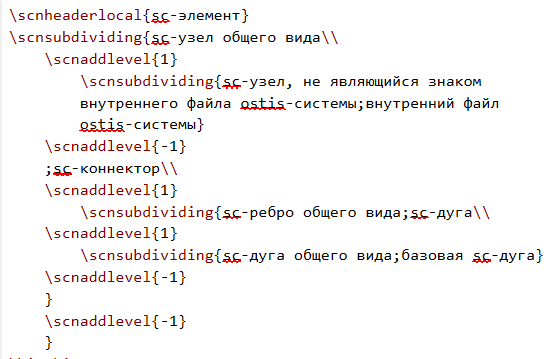 \scnheaderlocal{sc-элемент}
\scnsubdividing{sc-узел общего вида\\
\scnaddlevel{1}
\scnsubdividing{sc-узел, не являющийся знаком
внутреннего файла ostis-системы;внутренний файл
ostis-системы}
\scnaddlevel{-1}
;sc-коннектор\\
\scnaddlevel{1}
\scnsubdividing{sc-ребро общего вида;sc-дуга\\
\scnaddlevel{1}
\scnsubdividing{sc-дуга общего вида;базовая sc-дуга}
\scnaddlevel{-1}
}
\scnaddlevel{-1}
}